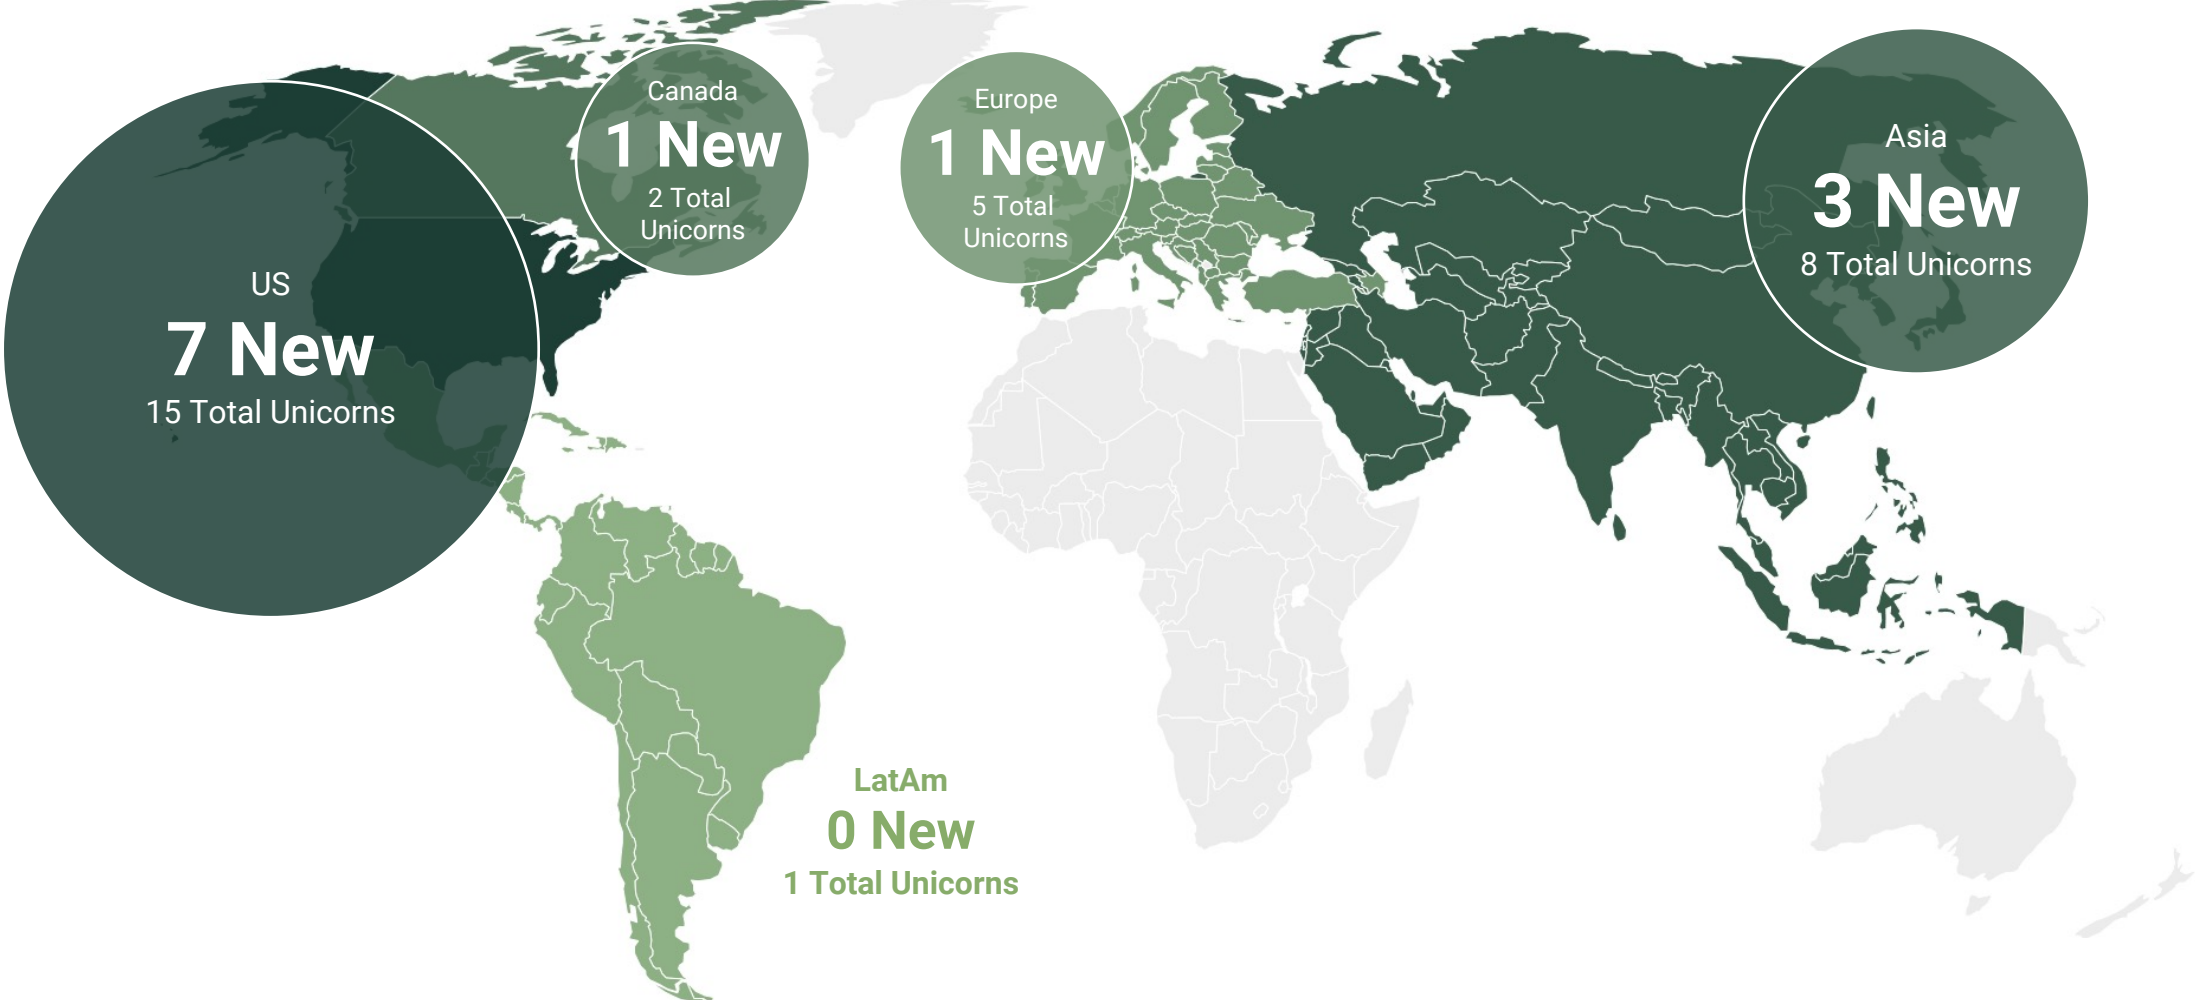 US
7 New
15 Total Unicorns
Canada
1 New
2 Total
Unicorns
Europe
1 New
5 Total
Unicorns
Asia
3 New
8 Total Unicorns
LatAm
0 New
1 Total Unicorns